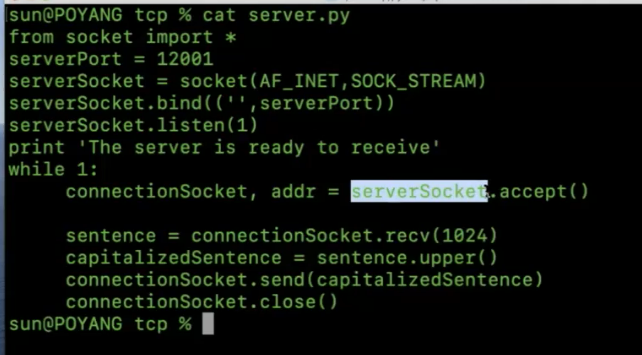 sun@POYANG tcp % cat server.py
from socket import *
serverPort = 12001
serverSocket = socket(AF_INET,SOCK_STREAM)
serverSocket.bind(('',serverPort))
serverSocket.listen(1)
print 'The server is ready to receive'
while 1:
     connectionSocket, addr = serverSocket.accept()

     sentence = connectionSocket.recv(1024)
     capitalizedSentence = sentence.upper()
     connectionSocket.send(capitalizedSentence)
     connectionSocket.close()
sun@POYANG tcp %